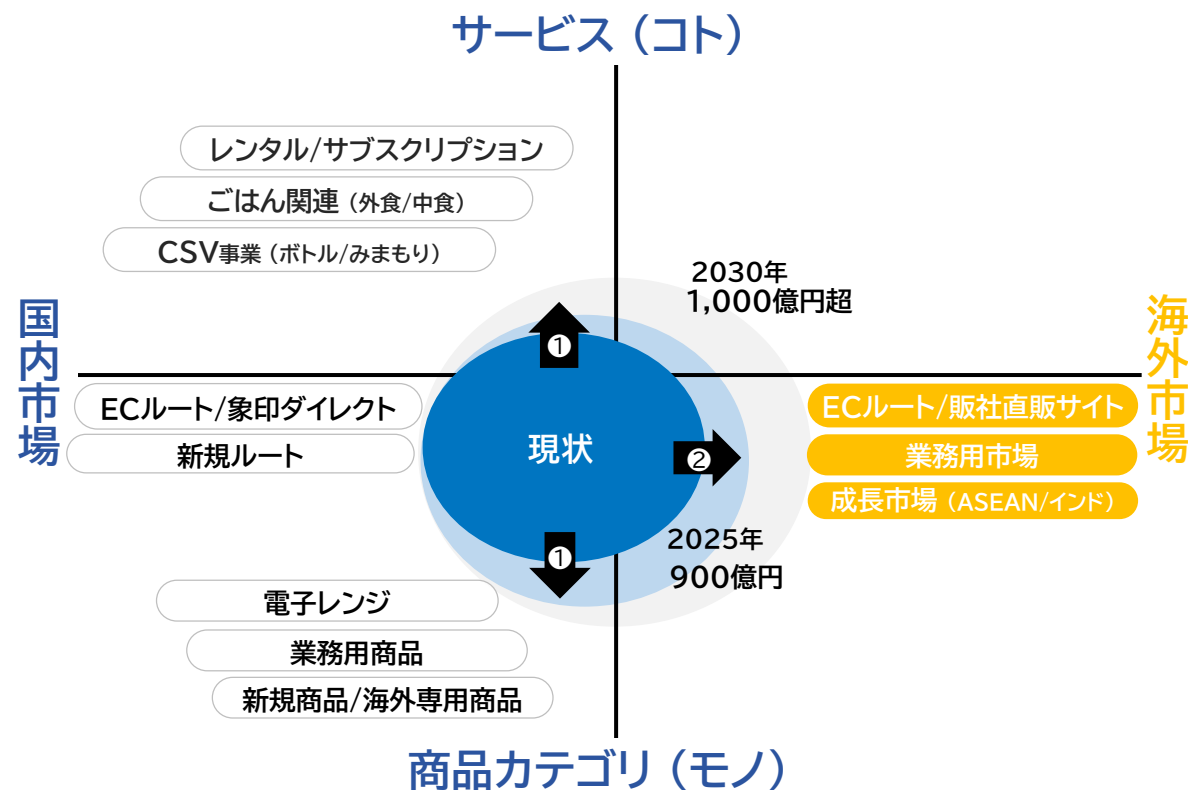 サービス（コト）
レンタル/サブスクリプション
ごはん関連（外食/中食）
CSV事業（ボトル/みまもり）
2030年
1,000億円超
国内市場
海外市場
❶
ECルート/象印ダイレクト
新規ルート
現状
❷
ECルート/販社直販サイト
業務用市場
成長市場（ASEAN/インド）
2025年
900億円
❶
電子レンジ
業務用商品
新規商品/海外専用商品
商品カテゴリ（モノ）